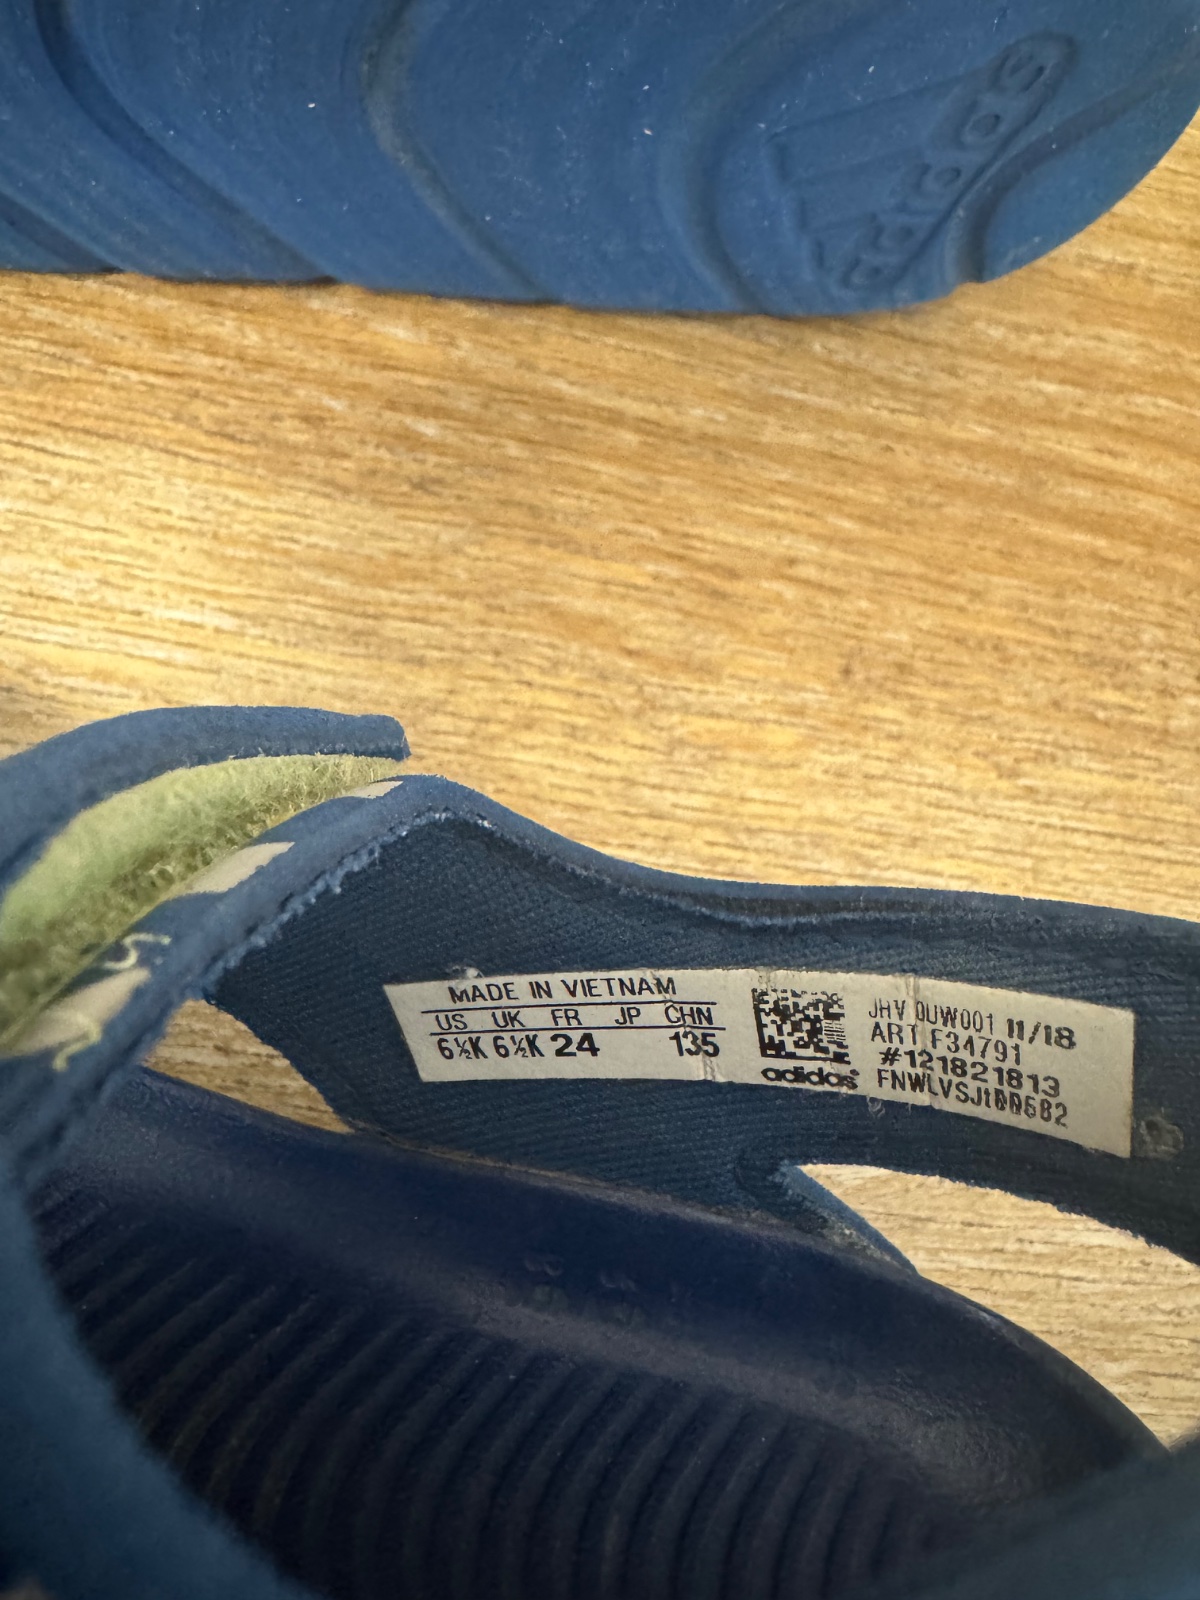 adidas
MADE IN VIETNAM
US UK FR JP CHN
6½K 6½K 24 135
adidas
JHV 0UW001 11/18
ART F34791
#121821813